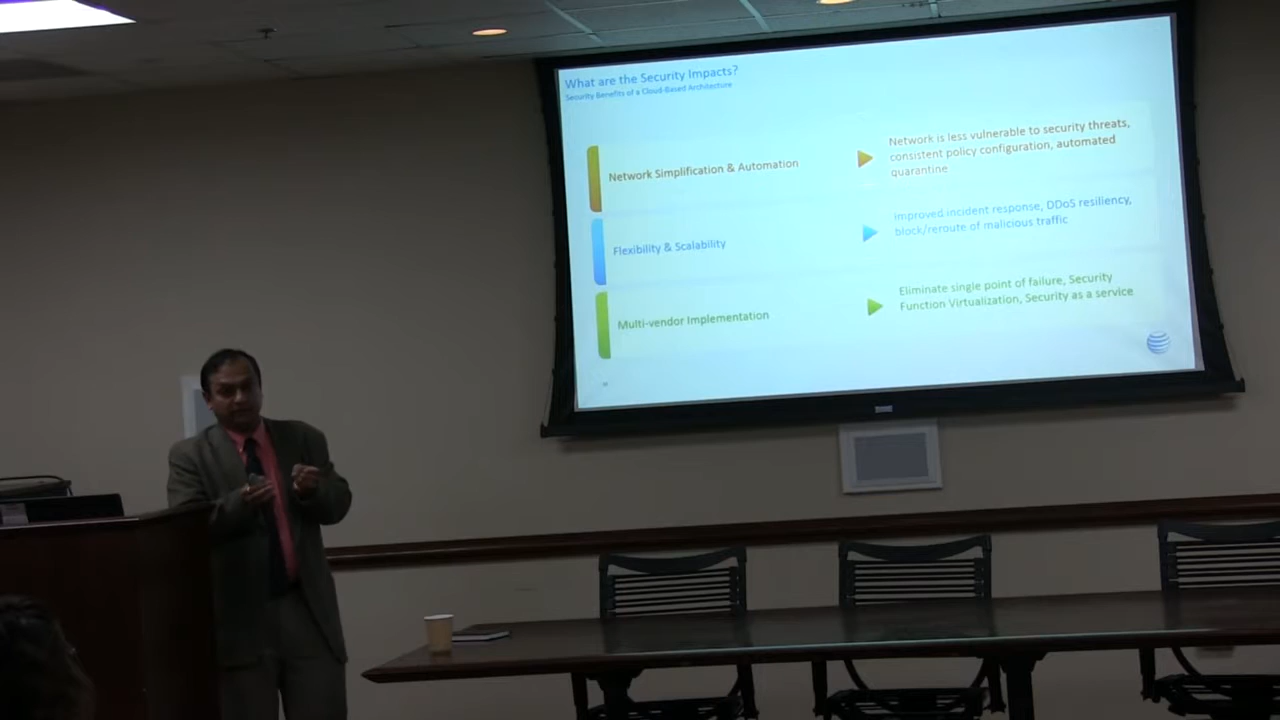 What are the Security Impacts?
Security Benefits of a Cloud-Based Architecture
Network Simplification & Automation
Network is less vulnerable to security threats,
consistent policy configuration, automated
quarantine
Flexibility & Scalability
Improved incident response, DDoS resiliency,
block/reroute of malicious traffic
Multi-vendor Implementation
Eliminate single point of failure, Security
Function Virtualization, Security as a service